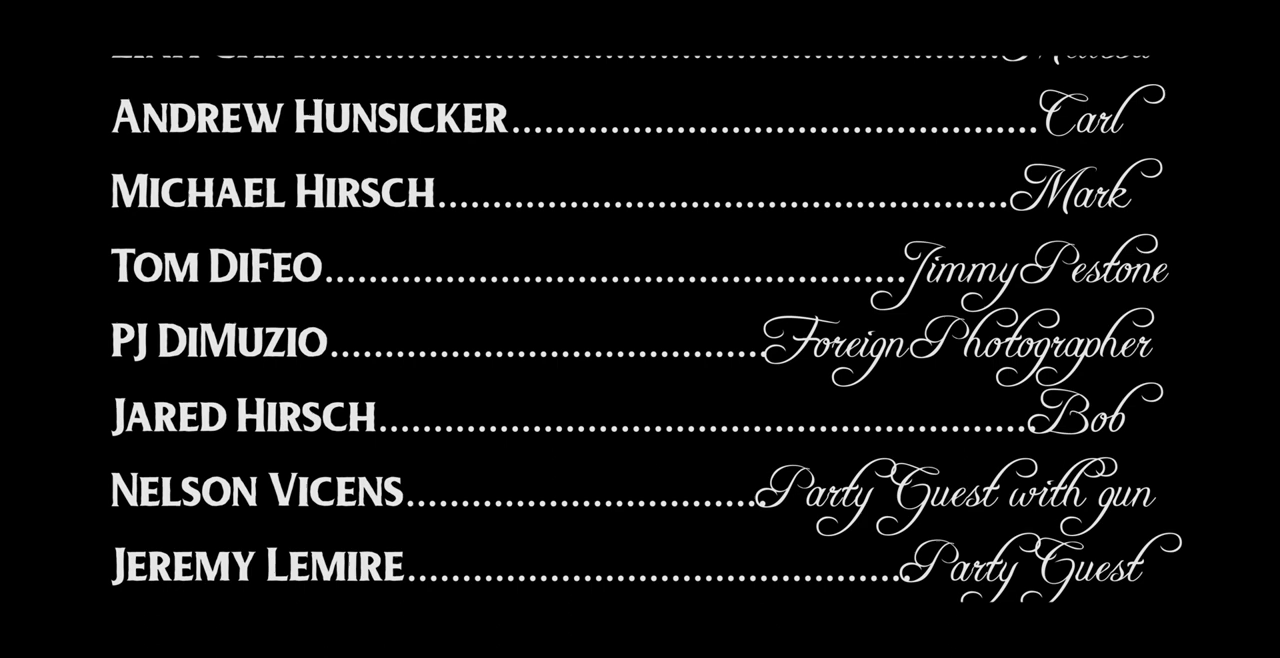 Andrew Hunsicker..........................................................Carl
Michael Hirsch...............................................................Mark
Tom DiFeo................................................................Jimmy Pestone
PJ DiMuzio................................................Foreign Photographer
Jared Hirsch........................................................................Bob
Nelson Vicens.......................................Party Guest with gun
Jeremy Lemire.......................................................Party Guest